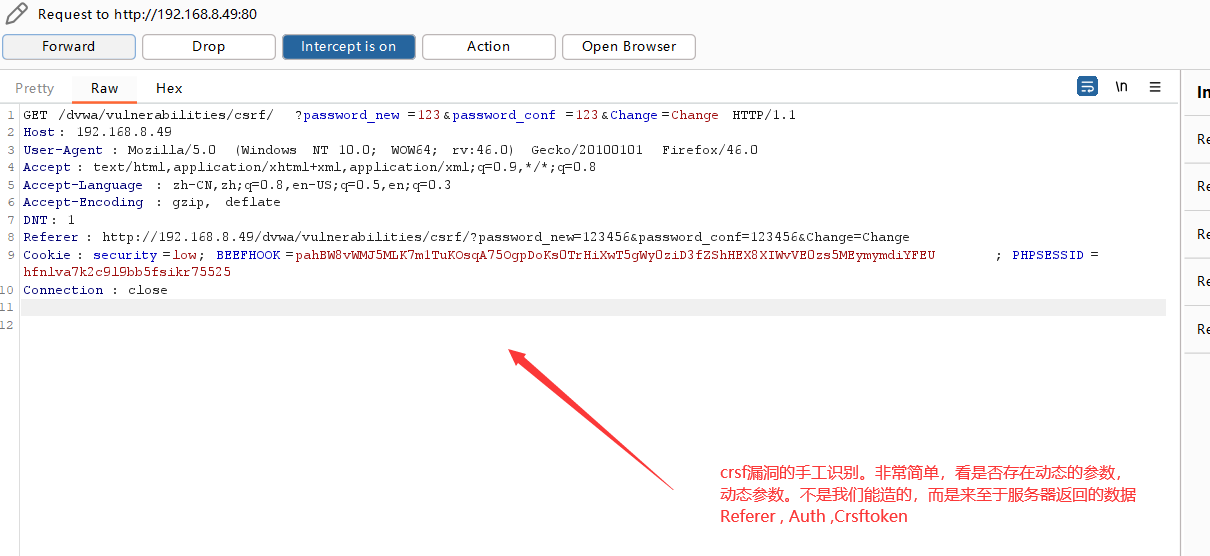 Request to http://192.168.8.49:80
Forward Drop Intercept is on Action Open Browser
Pretty Raw Hex \n In
1 GET /dvwa/vulnerabilities/csrf/ ?password_new =123&password_conf =123&Change=Change HTTP/1.1
2 Host: 192.168.8.49
3 User-Agent : Mozilla/5.0 (Windows NT 10.0; WOW64; rv:46.0) Gecko/20100101 Firefox/46.0
4 Accept : text/html,application/xhtml+xml,application/xml;q=0.9,*/*;q=0.8
5 Accept-Language : zh-CN,zh;q=0.8,en-US;q=0.5,en;q=0.3
6 Accept-Encoding : gzip, deflate
7 DNT: 1
8 Referer : http://192.168.8.49/dvwa/vulnerabilities/csrf/?password_new=123456&password_conf=123456&Change=Change
9 Cookie : security =low; BEEFHOOK =pahBW8vWMJ5MLK7m1TuKOsqA75OgpDoKs0TrHiXwT5gWyOziD3fZShHEX8XIWvVE0zs5MEymymdiYFEU ; PHPSESSID =
hfnlva7k2c9l9bb5fsikr75525
10 Connection : close
11
12
Re
Re
Re
Re
Re
crsf漏洞的手工识别。非常简单，看是否存在动态的参数，
动态参数。不是我们能造的，而是来至于服务器返回的数据
Referer , Auth ,Crsftoken